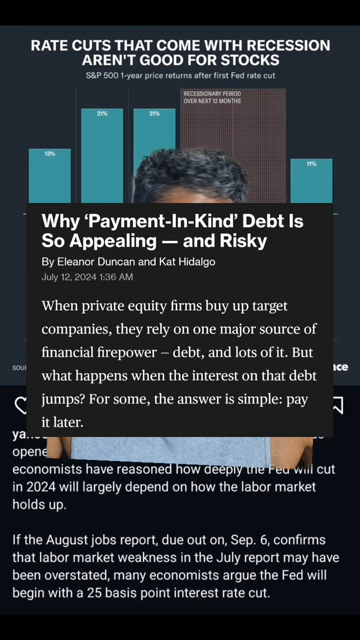 RATE CUTS THAT COME WITH RECESSION
AREN'T GOOD FOR STOCKS
S&P 500 1-year price returns after first Fed rate cut
RECESSIONARY PERIOD
OVER NEXT 12 MONTHS
21%
21%
13%
11%
Why ‘Payment-In-Kind’ Debt Is
So Appealing — and Risky
By Eleanor Duncan and Kat Hidalgo
July 12, 2024 1:36 AM
When private equity firms buy up target
companies, they rely on one major source of
financial firepower – debt, and lots of it. But
what happens when the interest on that debt
jumps? For some, the answer is simple: pay
it later.
economists have reasoned how deeply the Fed will cut
in 2024 will largely depend on how the labor market
holds up.
If the August jobs report, due out on, Sep. 6, confirms
that labor market weakness in the July report may have
been overstated, many economists argue the Fed will
begin with a 25 basis point interest rate cut.